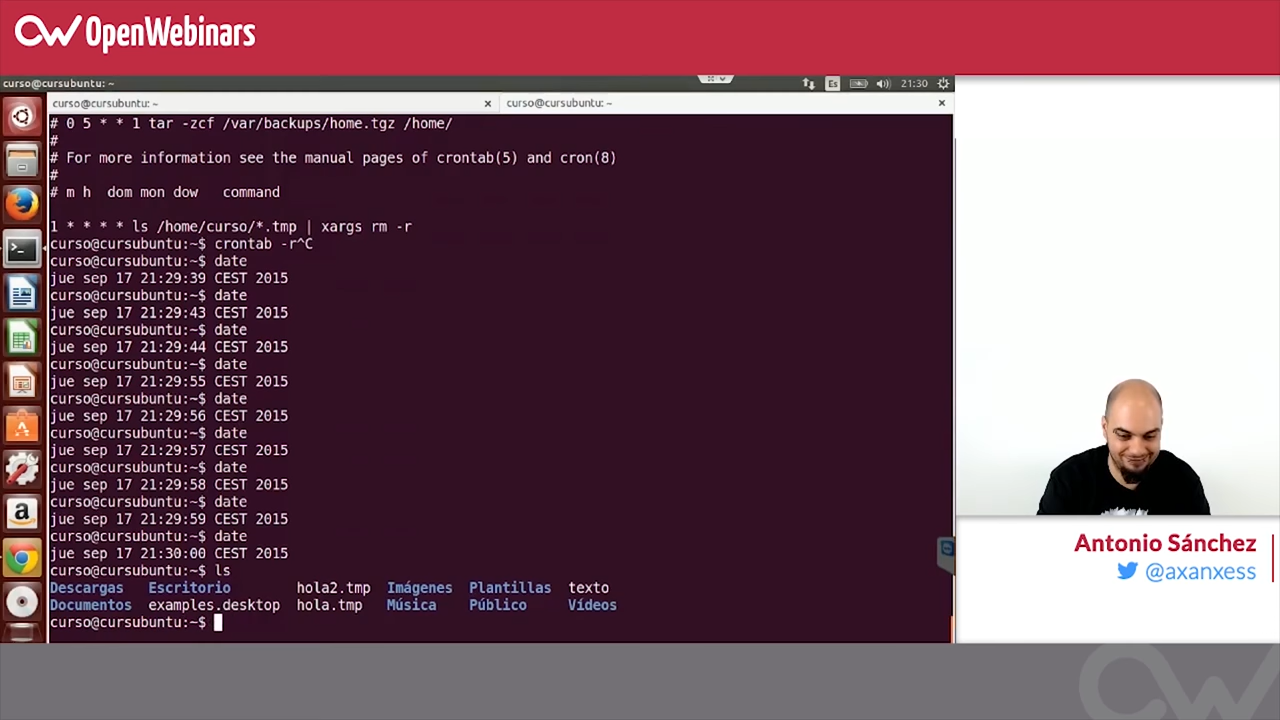 OpenWebinars
curso@cursubuntu: ~
Es
21:30
curso@cursubuntu: ~
curso@cursubuntu: ~
# 0 5 * * 1 tar -zcf /var/backups/home.tgz /home/
#
# For more information see the manual pages of crontab(5) and cron(8)
#
# m h  dom mon dow   command
1 * * * * ls /home/curso/*.tmp | xargs rm -r
curso@cursubuntu:~$ crontab -r^C
curso@cursubuntu:~$ date
jue sep 17 21:29:39 CEST 2015
curso@cursubuntu:~$ date
jue sep 17 21:29:43 CEST 2015
curso@cursubuntu:~$ date
jue sep 17 21:29:44 CEST 2015
curso@cursubuntu:~$ date
jue sep 17 21:29:55 CEST 2015
curso@cursubuntu:~$ date
jue sep 17 21:29:56 CEST 2015
curso@cursubuntu:~$ date
jue sep 17 21:29:57 CEST 2015
curso@cursubuntu:~$ date
jue sep 17 21:29:58 CEST 2015
curso@cursubuntu:~$ date
jue sep 17 21:29:59 CEST 2015
curso@cursubuntu:~$ date
jue sep 17 21:30:00 CEST 2015
curso@cursubuntu:~$ ls
Descargas   Escritorio        hola2.tmp  Imágenes  Plantillas  texto
Documentos  examples.desktop  hola.tmp   Música    Público     Vídeos
curso@cursubuntu:~$
Antonio Sánchez
@axanxess